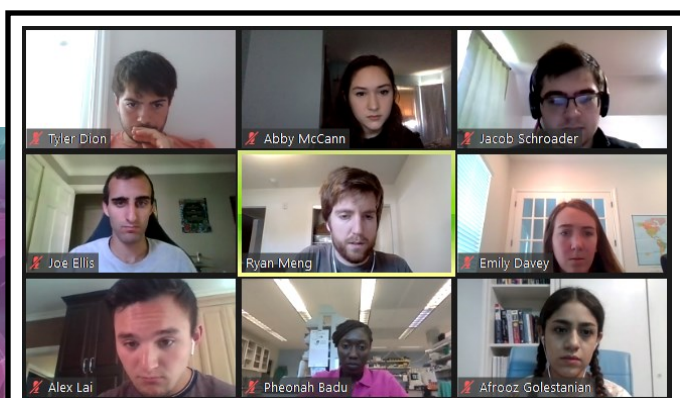 Tyler Dion
Abby McCann
Jacob Schroader
Joe Ellis
Ryan Meng
Emily Davey
Alex Lai
Pheonah Badu
Afrooz Golestanian